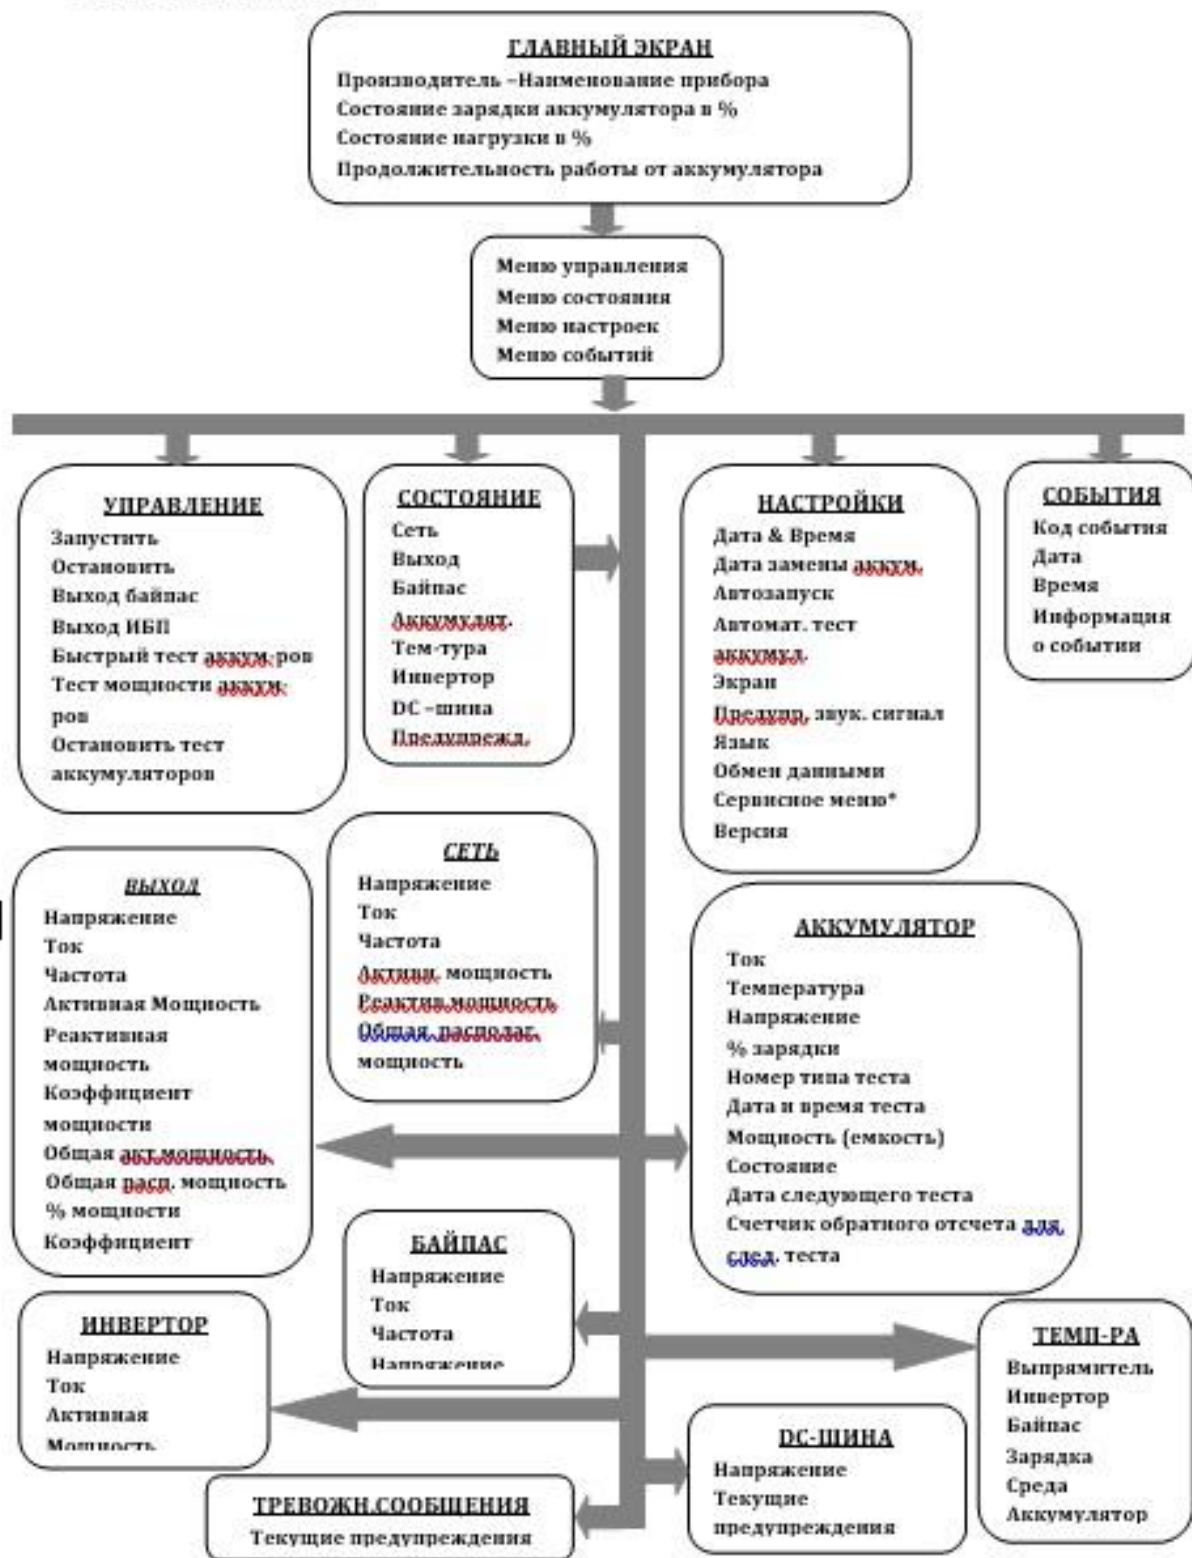 ГЛАВНЫЙ ЭКРАН
Производитель –Наименование прибора
Состояние зарядки аккумулятора в %
Состояние нагрузки в %
Продолжительность работы от аккумулятора
Меню управления
Меню состояния
Меню настроек
Меню событий
УПРАВЛЕНИЕ
Запустить
Остановить
Выход байпас
Выход ИБП
Быстрый тест аккум-ров
Тест мощности аккум-
ров
Остановить тест
аккумуляторов
СОСТОЯНИЕ
Сеть
Выход
Байпас
Аккумулят.
Тем-тура
Инвертор
DC –шина
Предупрежд.
НАСТРОЙКИ
Дата & Время
Дата замены аккум.
Автозапуск
Автомат. тест
аккумул.
Экран
Предупр. звук. сигнал
Язык
Обмен данными
Сервисное меню*
Версия
СОБЫТИЯ
Код события
Дата
Время
Информация
о событии
ВЫХОД
Напряжение
Ток
Частота
Активная Мощность
Реактивная
мощность
Коэффициент
мощности
Общая акт.мощность
Общая расп. мощность
% мощности
Коэффициент
СЕТЬ
Напряжение
Ток
Частота
Активн. мощность
Реактив.мощность
Общая располаг.
мощность
АККУМУЛЯТОР
Ток
Температура
Напряжение
% зарядки
Номер типа теста
Дата и время теста
Мощность (емкость)
Состояние
Дата следующего теста
Счетчик обратного отсчета для
след. теста
БАЙПАС
Напряжение
Ток
Частота
Напряжение
ИНВЕРТОР
Напряжение
Ток
Активная
Мощность
ТЕМП-РА
Выпрямитель
Инвертор
Байпас
Зарядка
Среда
Аккумулятор
DC-ШИНА
Напряжение
Текущие
предупреждения
ТРЕВОЖН.СООБЩЕНИЯ
Текущие предупреждения